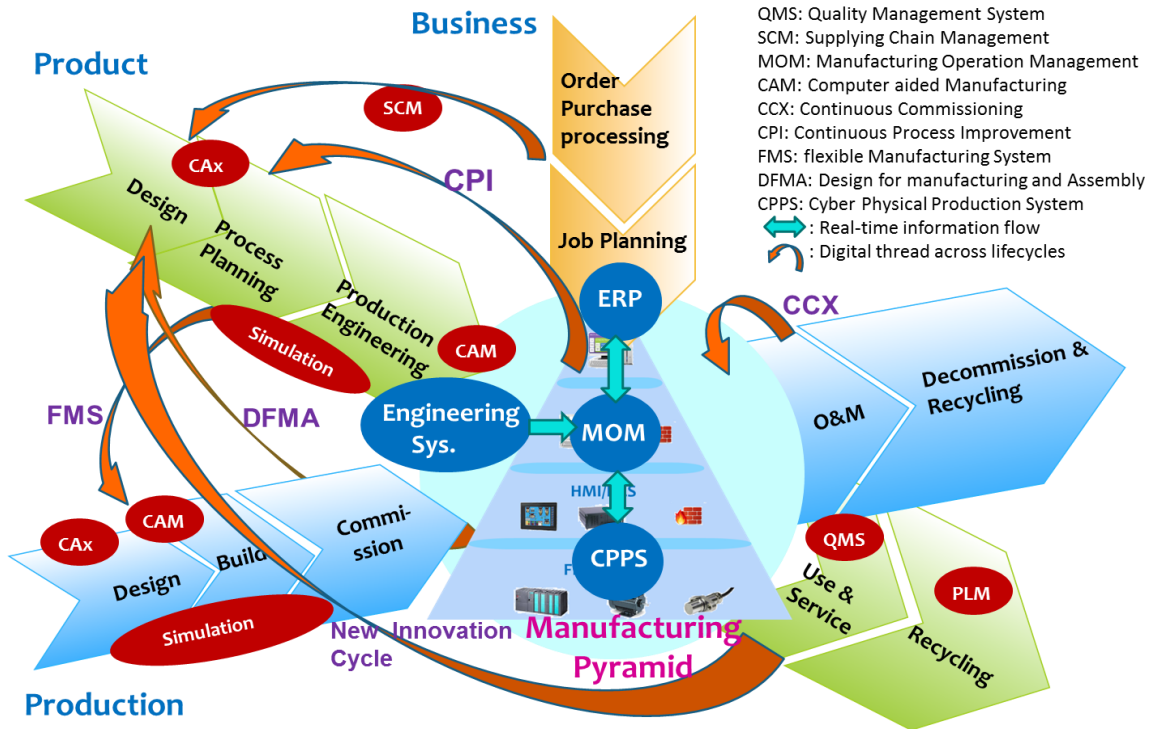 Business
Product
Order
Purchase
processing
SCM
CAx
Design
Process
Planning
CPI
Production
Engineering
CAM
Simulation
Job Planning
ERP
QMS: Quality Management System
SCM: Supplying Chain Management
MOM: Manufacturing Operation Management
CAM: Computer aided Manufacturing
CCX: Continuous Commissioning
CPI: Continuous Process Improvement
FMS: flexible Manufacturing System
DFMA: Design for manufacturing and Assembly
CPPS: Cyber Physical Production System
: Real-time information flow
: Digital thread across lifecycles
CCX
Decommission &
Recycling
O&M
FMS
DFMA
Engineering
Sys.
MOM
HMI/
CPPS
F
CAx
CAM
Design
Build
Commi-
ssion
Simulation
New Innovation
Cycle
Manufacturing
Pyramid
QMS
Use &
Service
PLM
Recycling
Production